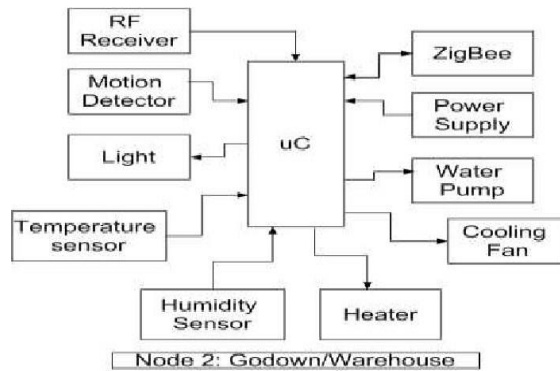 RF
Receiver
Motion
Detector
Light
Temperature
sensor
Humidity
Sensor
uC
ZigBee
Power
Supply
Water
Pump
Cooling
Fan
Heater
Node 2: Godown/Warehouse